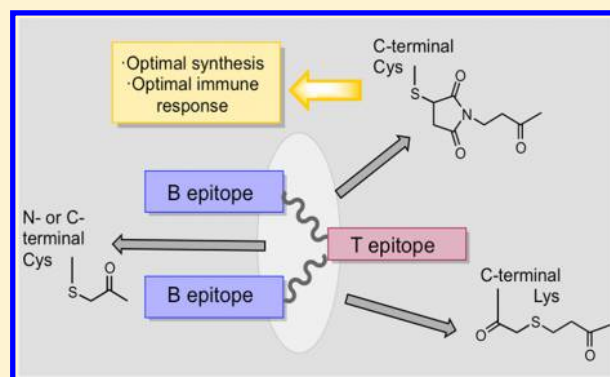 ·Optimal synthesis
·Optimal immune
response
C-terminal
Cys
S
O
N
O
O
B epitope
N- or C-
terminal
Cys
O
S
T epitope
B epitope
C-terminal
Lys
O
S
O